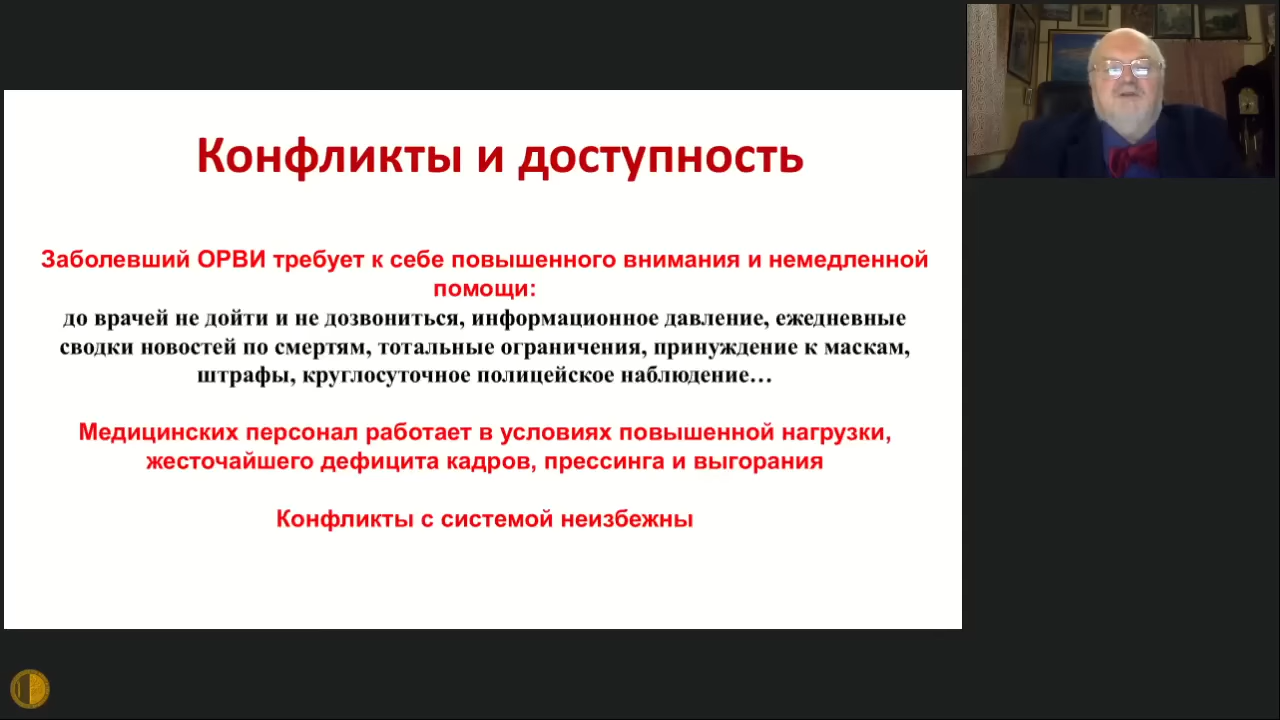 Конфликты и доступность
Заболевший ОРВИ требует к себе повышенного внимания и немедленной
помощи:
до врачей не дойти и не дозвониться, информационное давление, ежедневные
сводки новостей по смертям, тотальные ограничения, принуждение к маскам,
штрафы, круглосуточное полицейское наблюдение…
Медицинских персонал работает в условиях повышенной нагрузки,
жесточайшего дефицита кадров, прессинга и выгорания
Конфликты с системой неизбежны